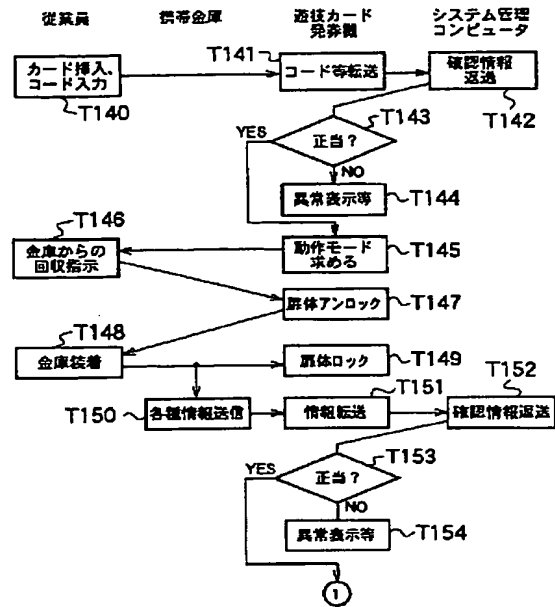 従業員
携帯金庫
遊技カード
発券機
システム管理
コンピュータ
カード挿入、
コード入力
T140
T141
コード等転送
確認情報
返送
T142
正当?
T143
YES
NO
異常表示等
T144
T146
金庫からの
回収指示
動作モード
求める
T145
扉体アンロック
T147
T148
金庫装着
扉体ロック
T149
T150
各種情報送信
T151
情報転送
T152
確認情報返送
正当?
T153
YES
NO
異常表示等
T154
1